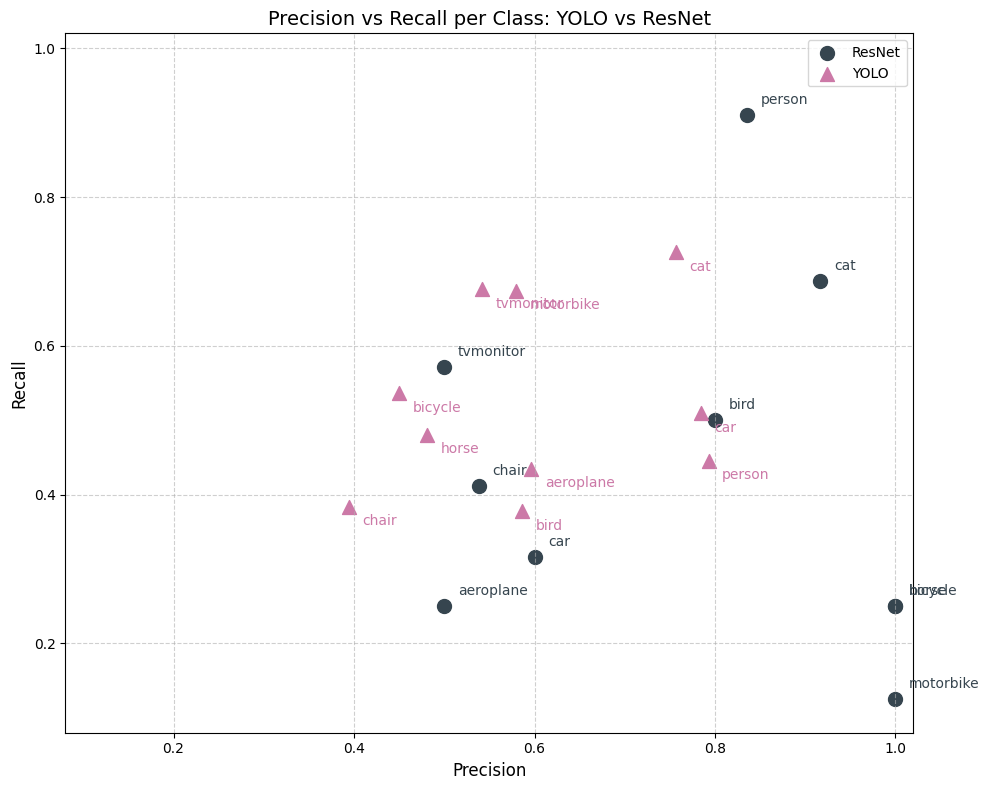 Precision vs Recall per Class: YOLO vs ResNet
ResNet
YOLO
1.0
0.8
0.6
0.4
0.2
Recall
person
cat
cat
tvmonitor
motorbike
tvmonitor
bicycle
bird
car
horse
chair
person
aeroplane
chair
bird
car
aeroplane
bicycle
horse
motorbike
0.2
0.4
0.6
0.8
1.0
Precision